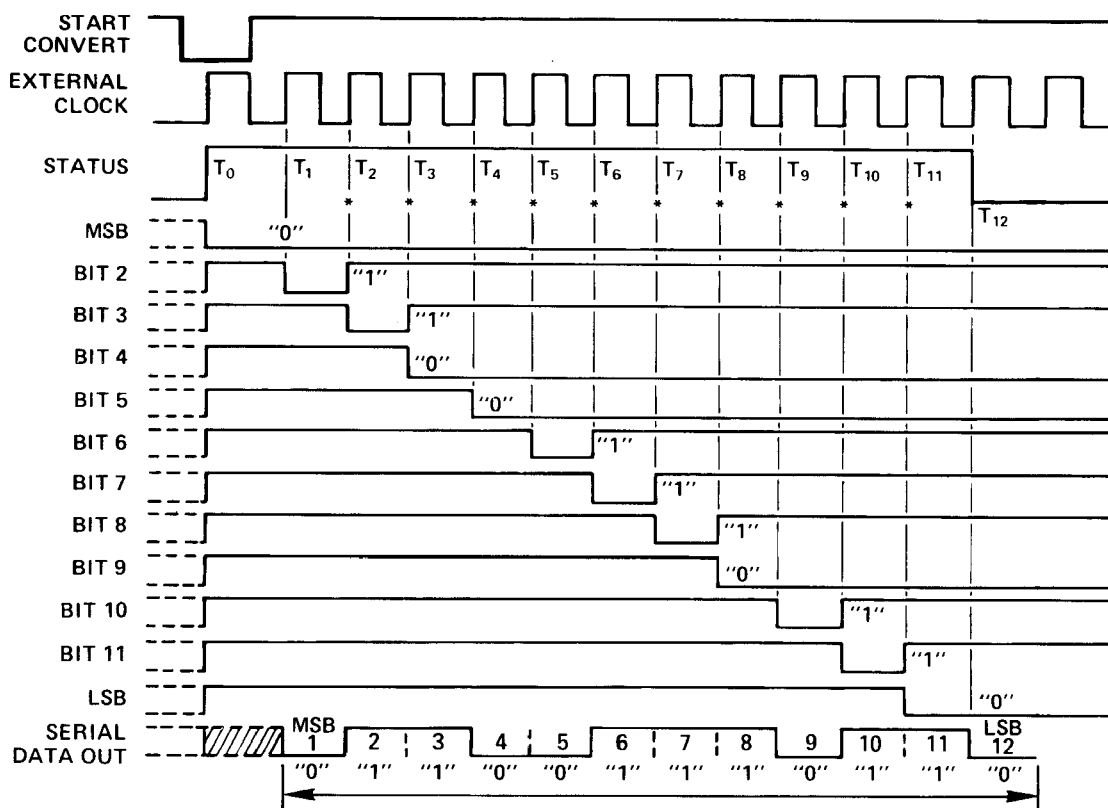 START
CONVERT
EXTERNAL
CLOCK
STATUS
T0 T1 T2 T3 T4 T5 T6 T7 T8 T9 T10 T11
* * * * * * * * * *
T12
MSB "0"
BIT 2 "1"
BIT 3 "1"
BIT 4 "0"
BIT 5 "0"
BIT 6 "1"
BIT 7 "1"
BIT 8 "1"
BIT 9 "0"
BIT 10 "1"
BIT 11 "1"
LSB "0"
SERIAL
DATA OUT
MSB LSB
1 2 3 4 5 6 7 8 9 10 11 12
"0" "1" "1" "0" "0" "1" "1" "1" "0" "1" "1" "0"